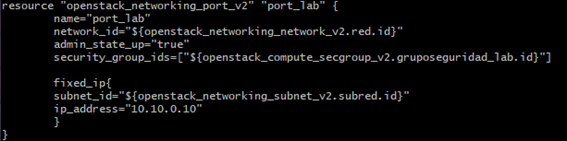 resource "openstack_networking_port_v2" "port_lab" {
name="port_lab"
network_id="${openstack_networking_network_v2.red.id}"
admin_state_up="true"
security_group_ids=["${openstack_compute_secgroup_v2.gruposeguridad_lab.id}"]
fixed_ip{
subnet_id="${openstack_networking_subnet_v2.subred.id}"
ip_address="10.10.0.10"
}
}